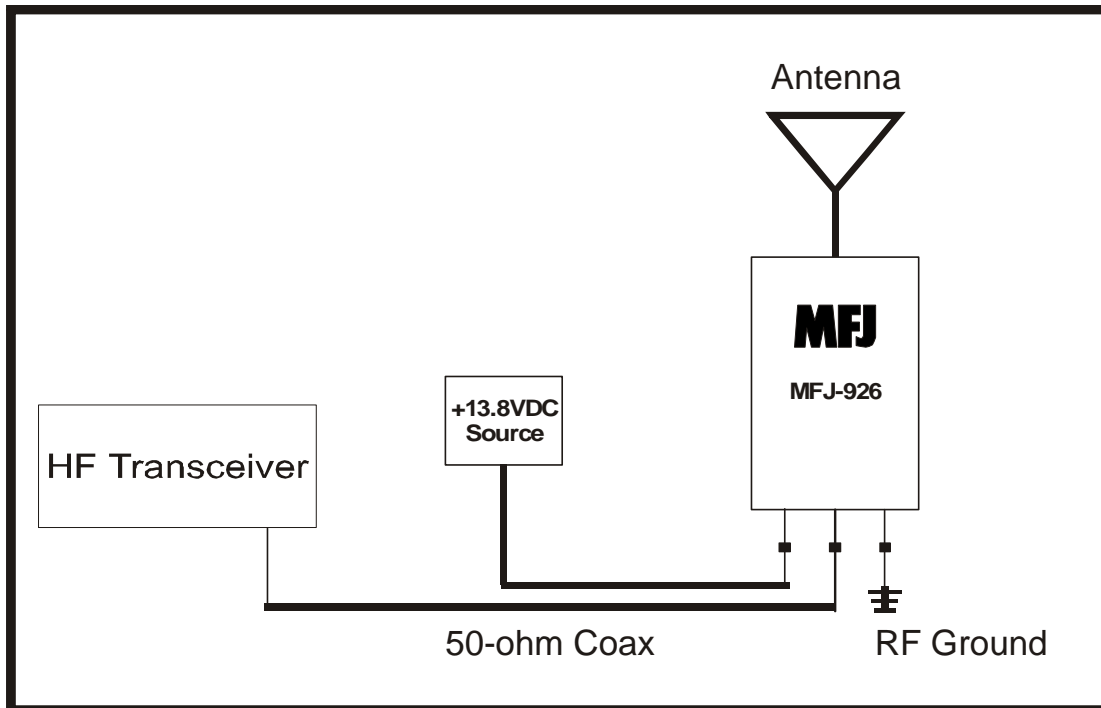 Antenna
MFJ
MFJ-926
+13.8VDC
Source
HF Transceiver
50-ohm Coax
RF Ground